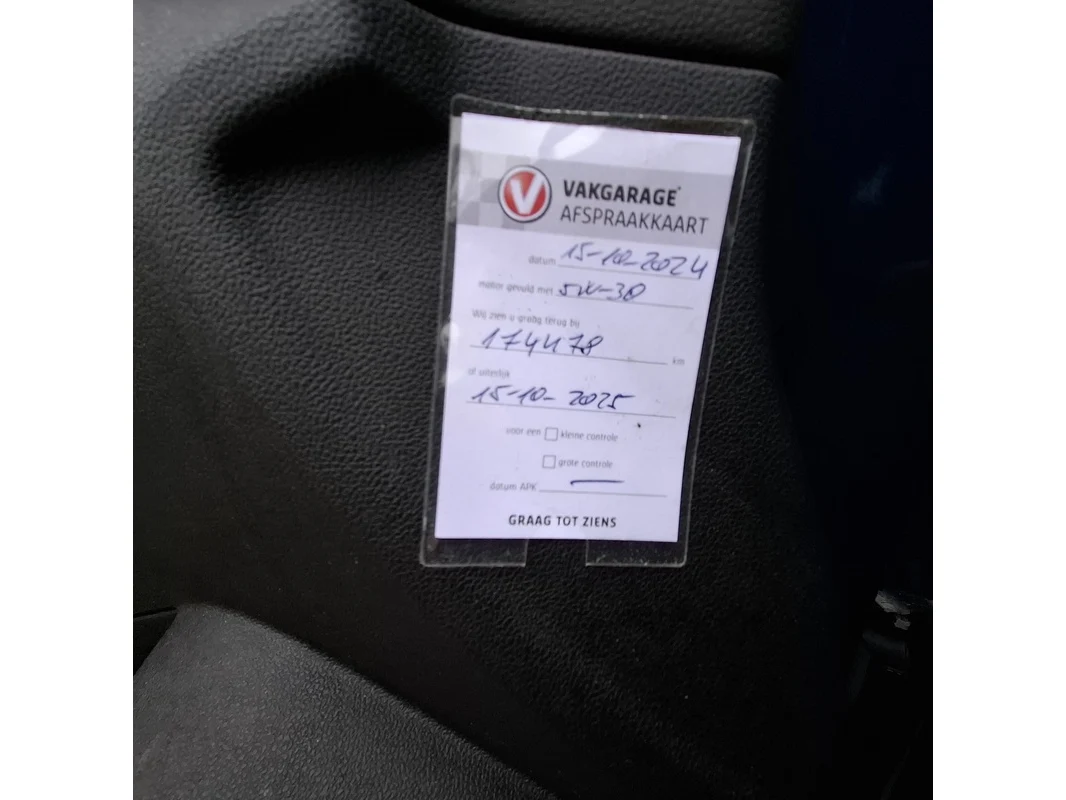 V VAKGARAGE
AFSPRAAKKAART
datum 15-10-2024
motor gevuld met 5W-30
Wij zien u graag terug bij
174478 km
of uiterlijk
15-10-2025
voor een kleine controle
grote controle
datum APK —
GRAAG TOT ZIENS